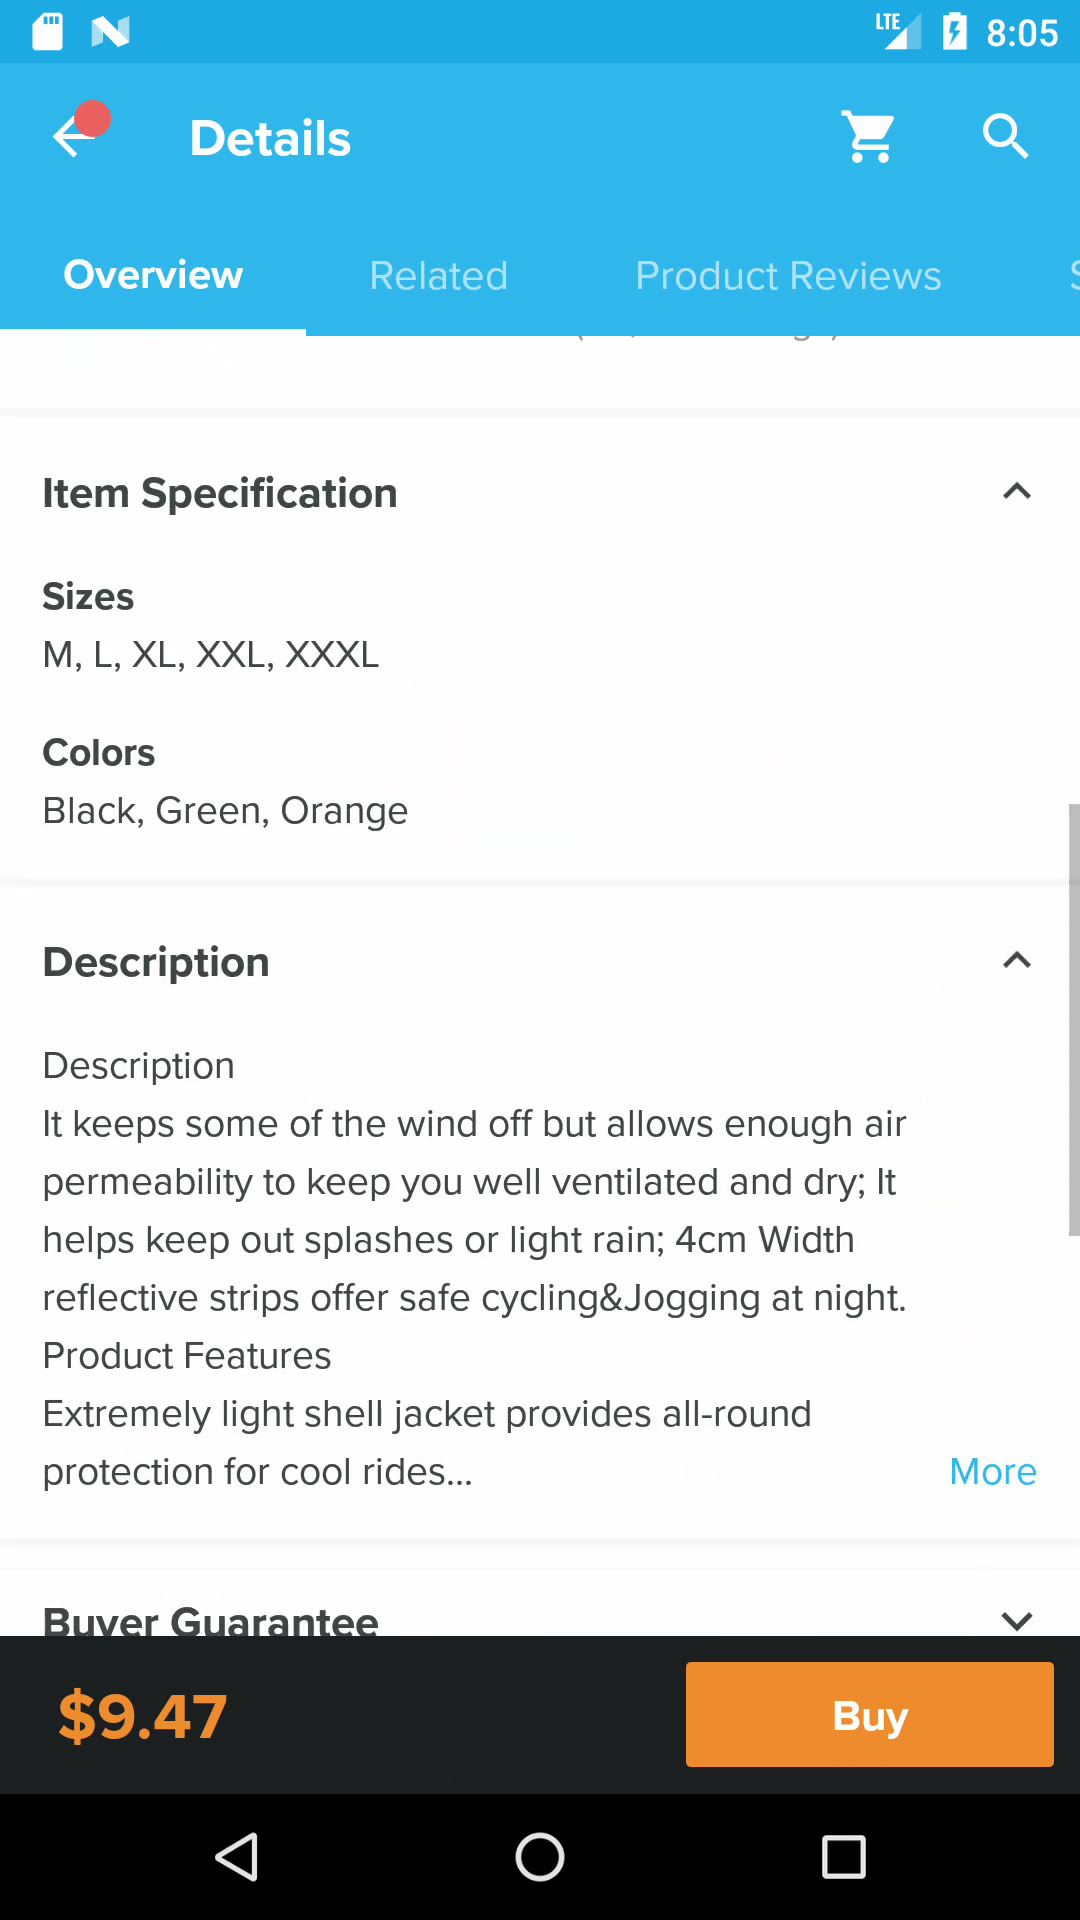 LTE 8:05
Details
Overview Related Product Reviews S
Item Specification
Sizes
M, L, XL, XXL, XXXL
Colors
Black, Green, Orange
Description
Description
It keeps some of the wind off but allows enough air
permeability to keep you well ventilated and dry; It
helps keep out splashes or light rain; 4cm Width
reflective strips offer safe cycling&Jogging at night.
Product Features
Extremely light shell jacket provides all-round
protection for cool rides... More
Buyer Guarantee
$9.47 Buy